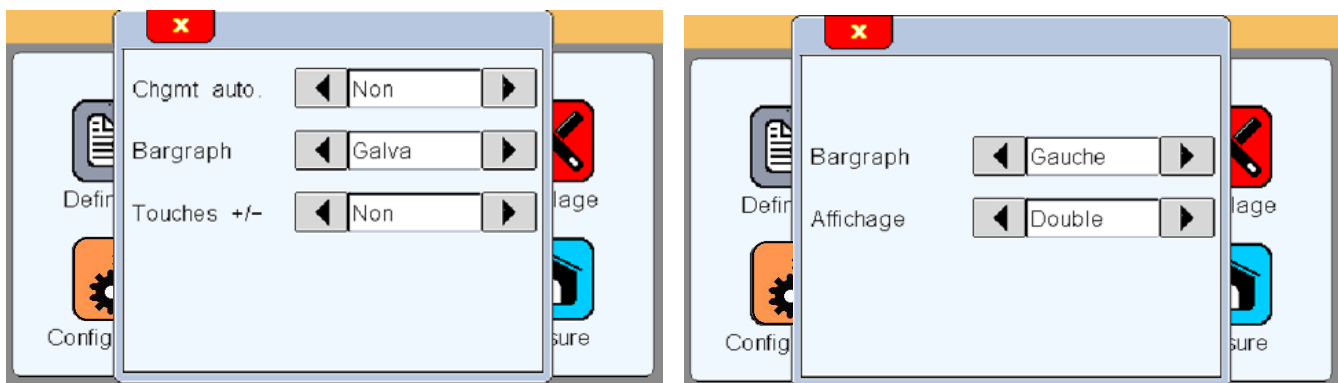 x
Chgmt auto. Non
Bargraph Galva
Touches +/- Non
Defin
lage
Config
sure
x
Bargraph Gauche
Affichage Double
Defin
lage
Config
sure